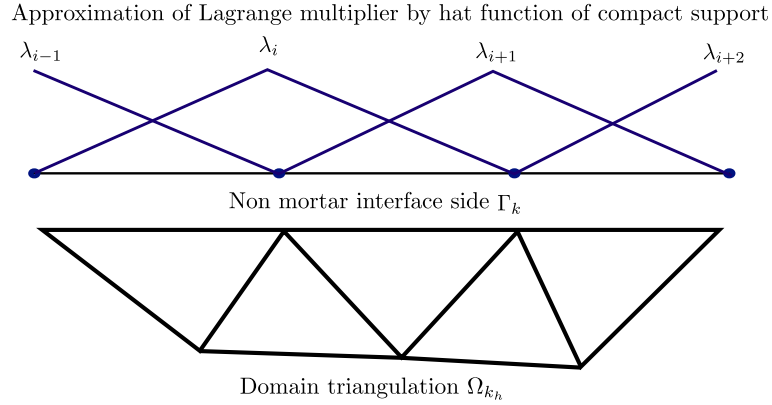 Approximation of Lagrange multiplier by hat function of compact support
λ_{i−1} λ_i λ_{i+1} λ_{i+2}
Non mortar interface side Γ_k
Domain triangulation Ω_{k_h}